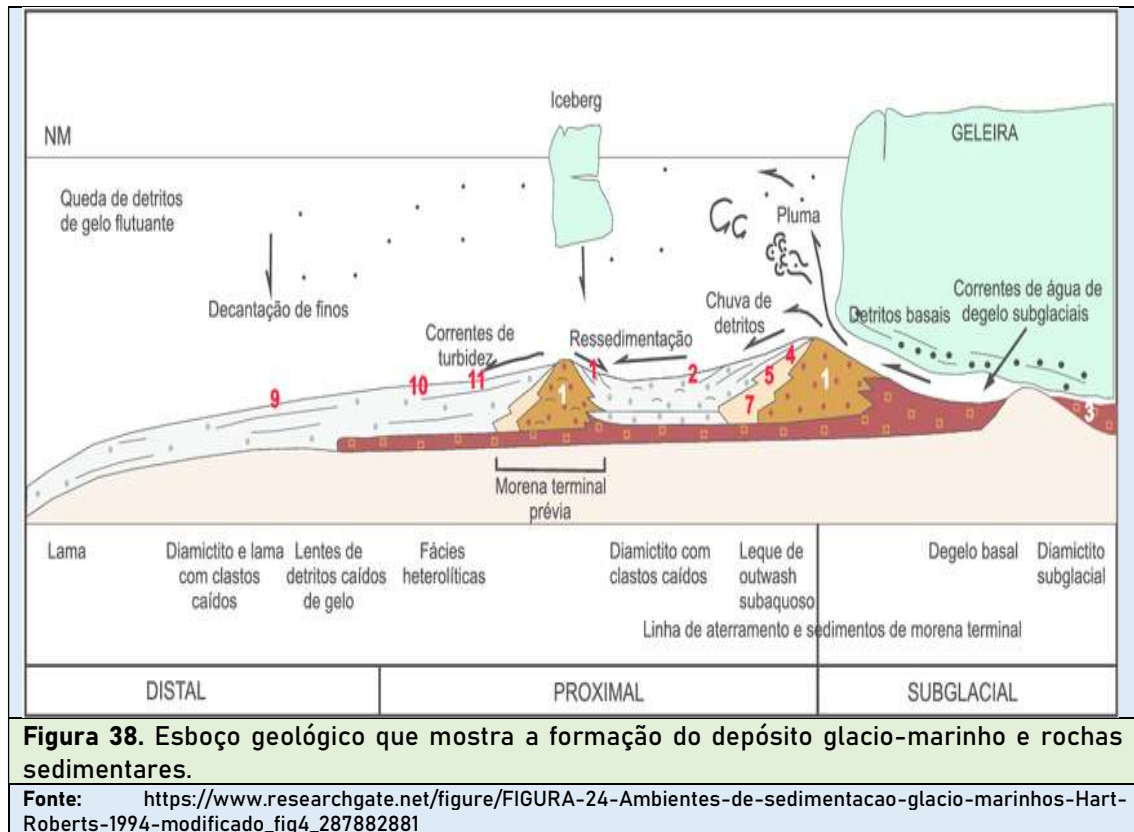 Iceberg
NM
GELEIRA
Queda de detritos
de gelo flutuante
Pluma
Decantação de finos
Correntes de
turbidez
Ressedimentação
Chuva de
detritos
Detritos basais
Correntes de água de
degelo subglaciais
9
10
11
1
1
2
4
5
7
1
3
Morena terminal
prévia
Lama
Diamictito e lama
com clastos
caídos
Lentes de
detritos caídos
de gelo
Fácies
heterolíticas
Diamictito com
clastos caídos
Leque de
outwash
subaquoso
Degelo basal
Diamictito
subglacial
Linha de aterramento e sedimentos de morena terminal
DISTAL
PROXIMAL
SUBGLACIAL
Figura 38. Esboço geológico que mostra a formação do depósito glacio-marinho e rochas
sedimentares.
Fonte: https://www.researchgate.net/figure/FIGURA-24-Ambientes-de-sedimentacao-glacio-marinhos-Hart-
Roberts-1994-modificado_fig4_287882881